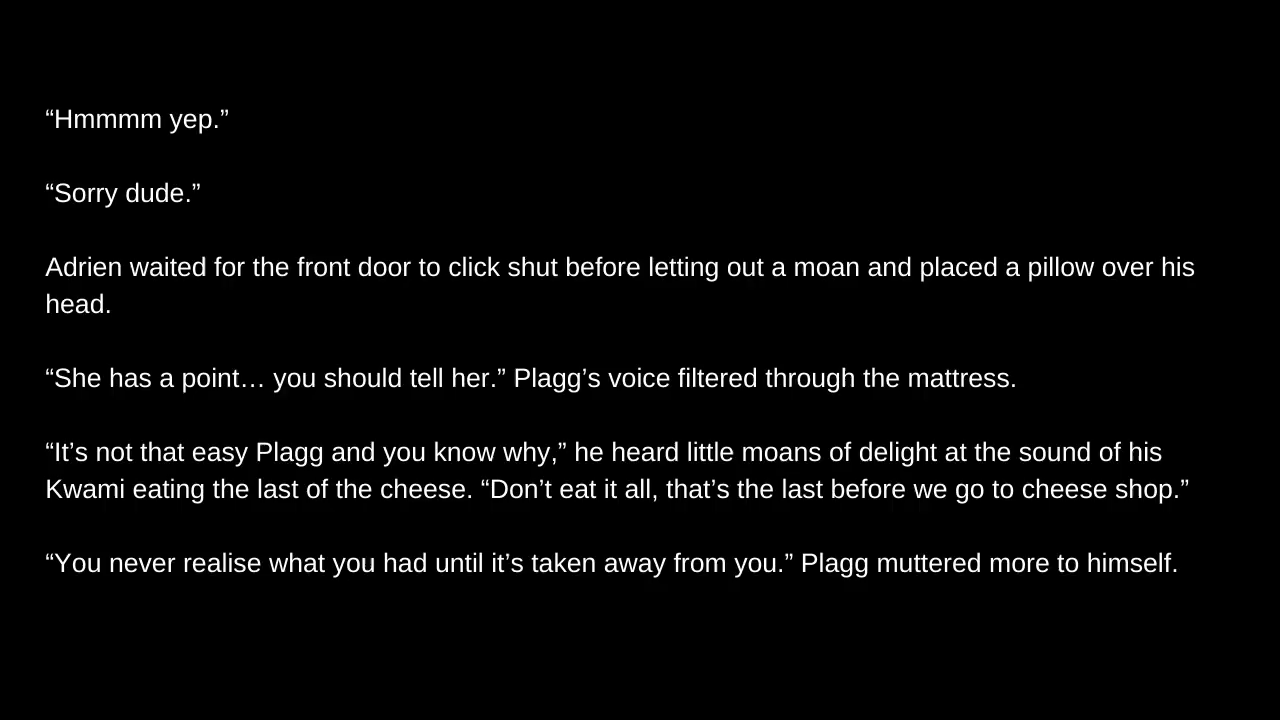 “Hmmmm yep.”
“Sorry dude.”
Adrien waited for the front door to click shut before letting out a moan and placed a pillow over his
head.
“She has a point… you should tell her.” Plagg’s voice filtered through the mattress.
“It’s not that easy Plagg and you know why,” he heard little moans of delight at the sound of his
Kwami eating the last of the cheese. “Don’t eat it all, that’s the last before we go to cheese shop.”
“You never realise what you had until it’s taken away from you.” Plagg muttered more to himself.